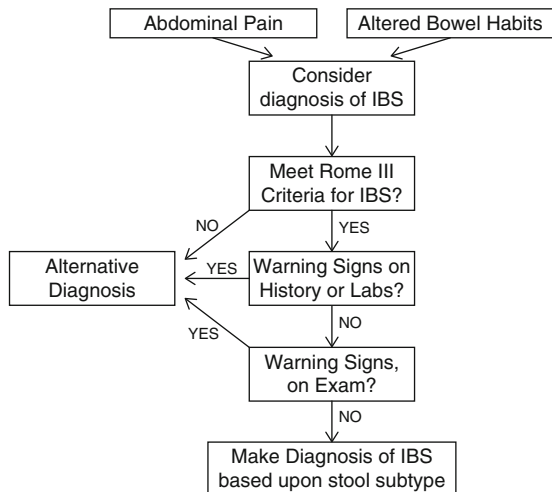 Abdominal Pain
Altered Bowel Habits
Consider
diagnosis of IBS
Meet Rome III
Criteria for IBS?
NO
YES
Alternative
Diagnosis
YES
Warning Signs on
History or Labs?
YES
NO
Warning Signs,
on Exam?
NO
Make Diagnosis of IBS
based upon stool subtype